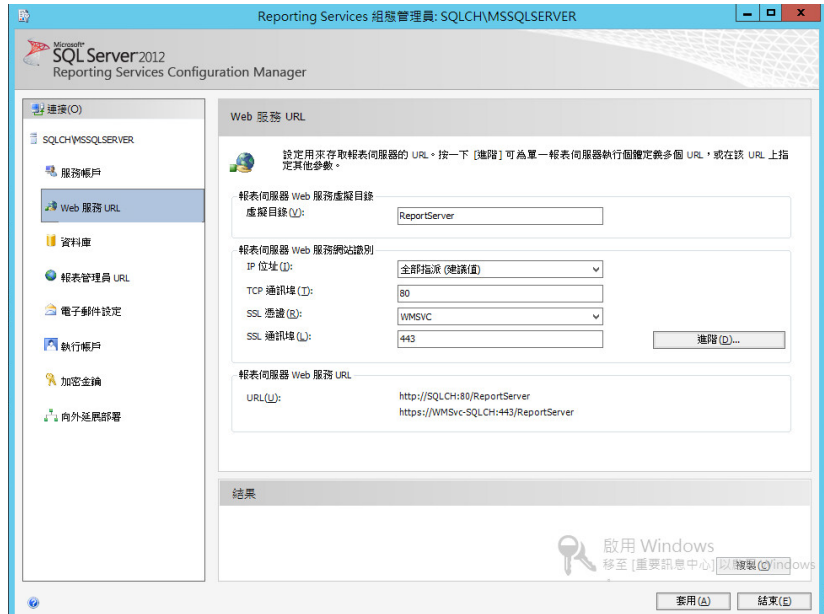 Reporting Services 組態管理員: SQLCH\MSSQLSERVER
Microsoft
SQL Server 2012
Reporting Services Configuration Manager
連接(O)
SQLCH\MSSQLSERVER
服務帳戶
Web 服務 URL
資料庫
報表管理員 URL
電子郵件設定
執行帳戶
加密金鑰
向外延展部署
Web 服務 URL
設定用來存取報表伺服器的 URL。按一下 [進階] 可為單一報表伺服器執行個體定義多個 URL，或在該 URL 上指
定其他參數。
報表伺服器 Web 服務虛擬目錄
虛擬目錄(V):
ReportServer
報表伺服器 Web 服務網站識別
IP 位址(I):
全部指派 (建議值)
TCP 通訊埠(T):
80
SSL 憑證(R):
WMSVC
SSL 通訊埠(L):
443
進階(D)...
報表伺服器 Web 服務 URL
URL(U):
http://SQLCH:80/ReportServer
https://WMSvc-SQLCH:443/ReportServer
結果
啟用 Windows
移至 [重要訊息中心] 以 Windows
複製(C)
套用(A)
結束(E)